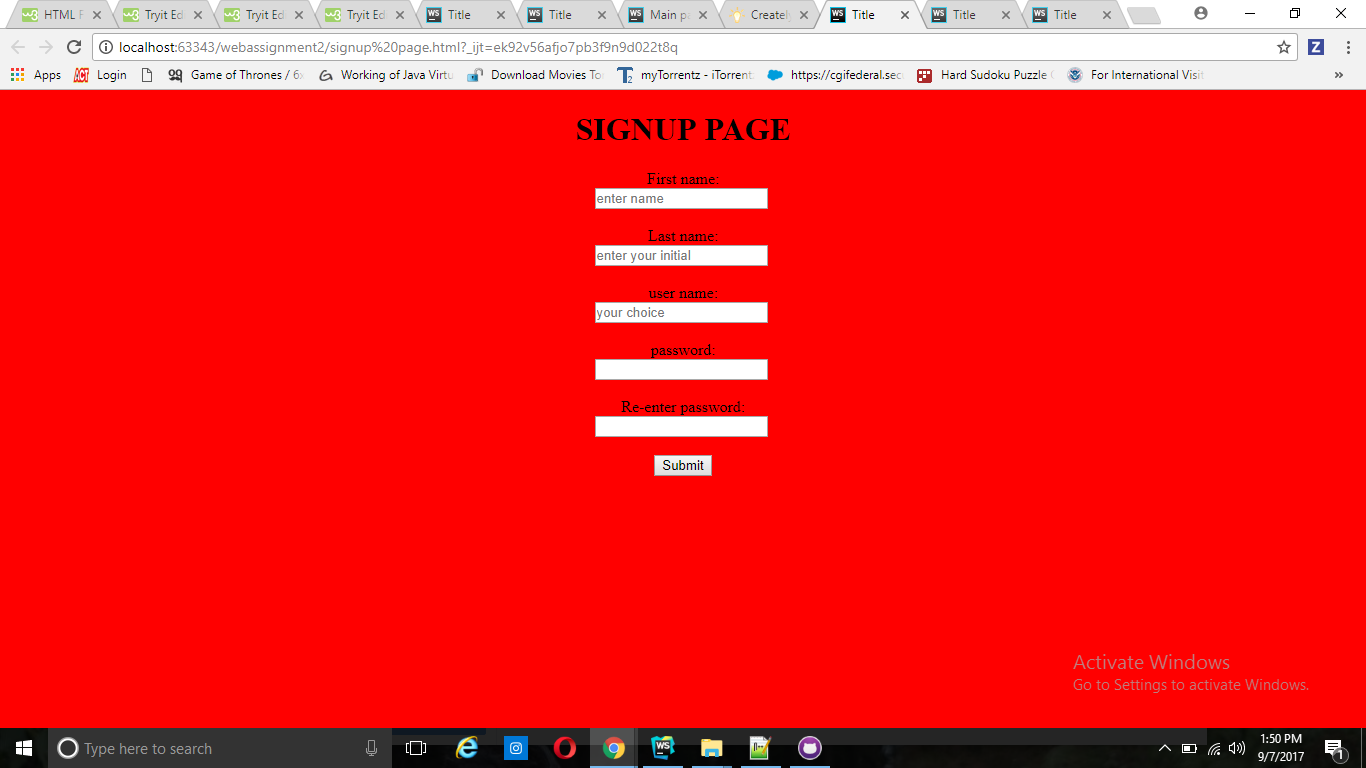 HTML F Tryit Ed Tryit Ed Tryit Ed Title Title Main pa Createl Title Title Title
localhost:63343/webassignment2/signup%20page.html?_ijt=ek92v56afjo7pb3f9n9d022t8q
Apps Login Game of Thrones / 6x Working of Java Virtu Download Movies To myTorrentz - iTorrent https://cgifederal.sec Hard Sudoku Puzzle For International Visit »
SIGNUP PAGE
First name:
enter name
Last name:
enter your initial
user name:
your choice
password:
Re-enter password:
Submit
Activate Windows
Go to Settings to activate Windows.
Type here to search
1:50 PM
9/7/2017
1